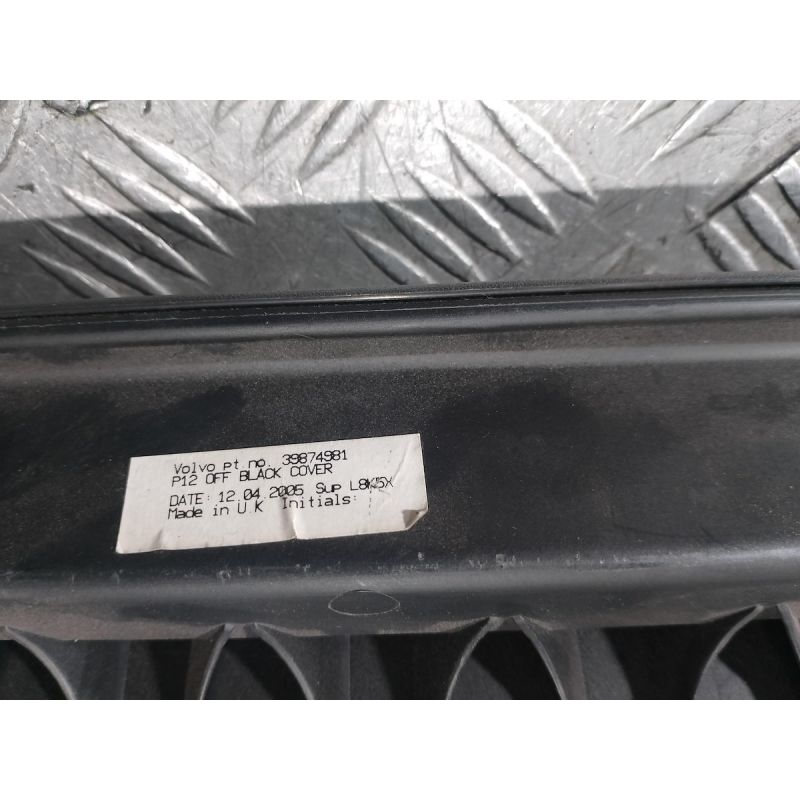 Volvo pt.no. 39874981
P12 OFF BLACK COVER
DATE: 12.04.2005 Sup L8K5X
Made in U.K Initials: